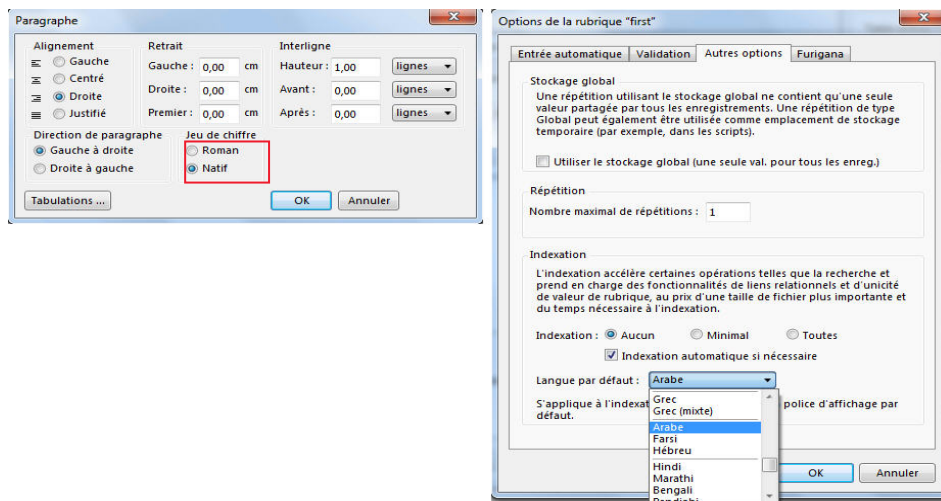 Paragraphe
Alignement
Gauche
Centré
Droite
Justifié
Retrait
Gauche : 0,00 cm
Droite : 0,00 cm
Premier : 0,00 cm
Interligne
Hauteur : 1,00 lignes
Avant : 0,00 lignes
Après : 0,00 lignes
Direction de paragraphe
Gauche à droite
Droite à gauche
Jeu de chiffre
Roman
Natif
Tabulations ...
OK
Annuler
Options de la rubrique "first"
Entrée automatique Validation Autres options Furigana
Stockage global
Une répétition utilisant le stockage global ne contient qu'une seule
valeur partagée par tous les enregistrements. Une répétition de type
Global peut également être utilisée comme emplacement de stockage
temporaire (par exemple, dans les scripts).
Utiliser le stockage global (une seule val. pour tous les enreg.)
Répétition
Nombre maximal de répétitions : 1
Indexation
L'indexation accélère certaines opérations telles que la recherche et
prend en charge des fonctionnalités de liens relationnels et d'unicité
de valeur de rubrique, au prix d'une taille de fichier plus importante et
du temps nécessaire à l'indexation.
Indexation : Aucun Minimal Toutes
Indexation automatique si nécessaire
Langue par défaut : Arabe
S'applique à l'indexat police d'affichage par
défaut.
Grec
Grec (mixte)
Arabe
Farsi
Hébreu
Hindi
Marathi
Bengali
OK
Annuler